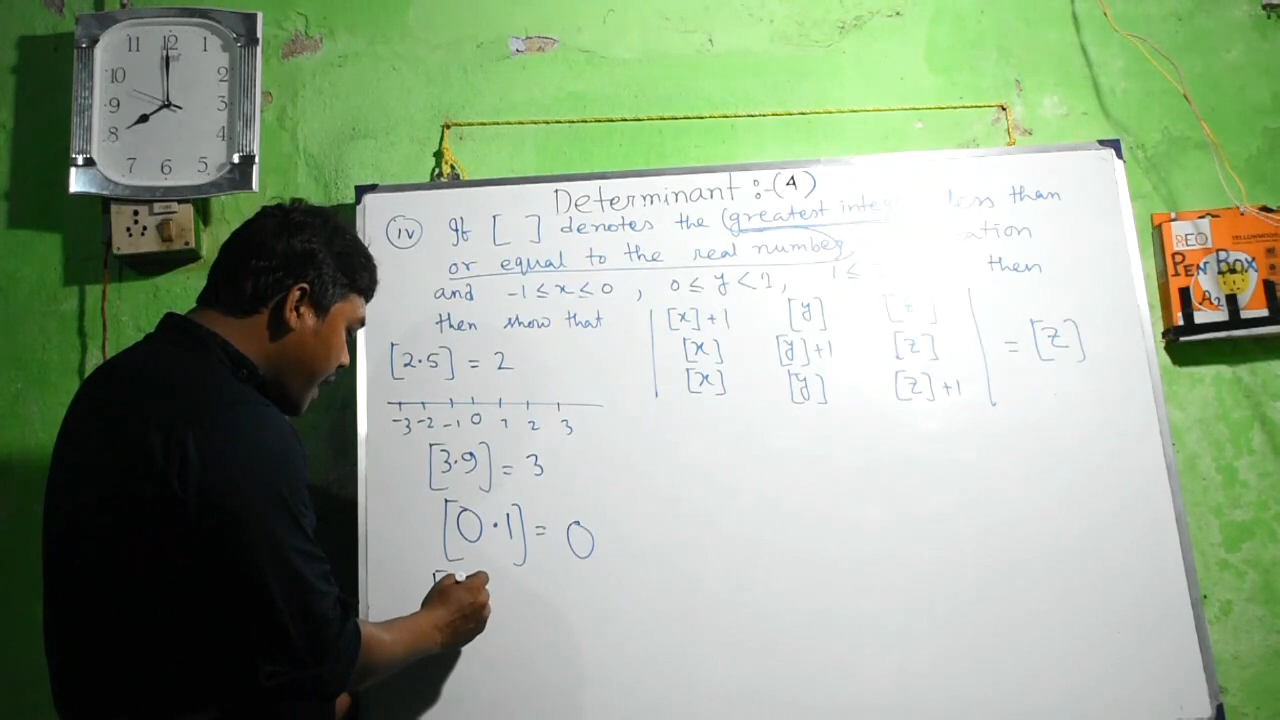 11 12 1
10 2
9 3
8 4
7 6 5
Determinant :-(4)
(iv) If [ ] denotes the (greatest integ less than
or equal to the real number, ation
and -1 ≤ x ≤ 0 , 0 ≤ y < 1, 1 ≤ then
then show that
[x]+1 [y] [z]
[x] [y]+1 [z] = [z]
[x] [y] [z]+1
[2.5] = 2
-3 -2 -1 0 1 2 3
[3.9] = 3
[0.1] = 0
[
REO
PEN BOX
A2